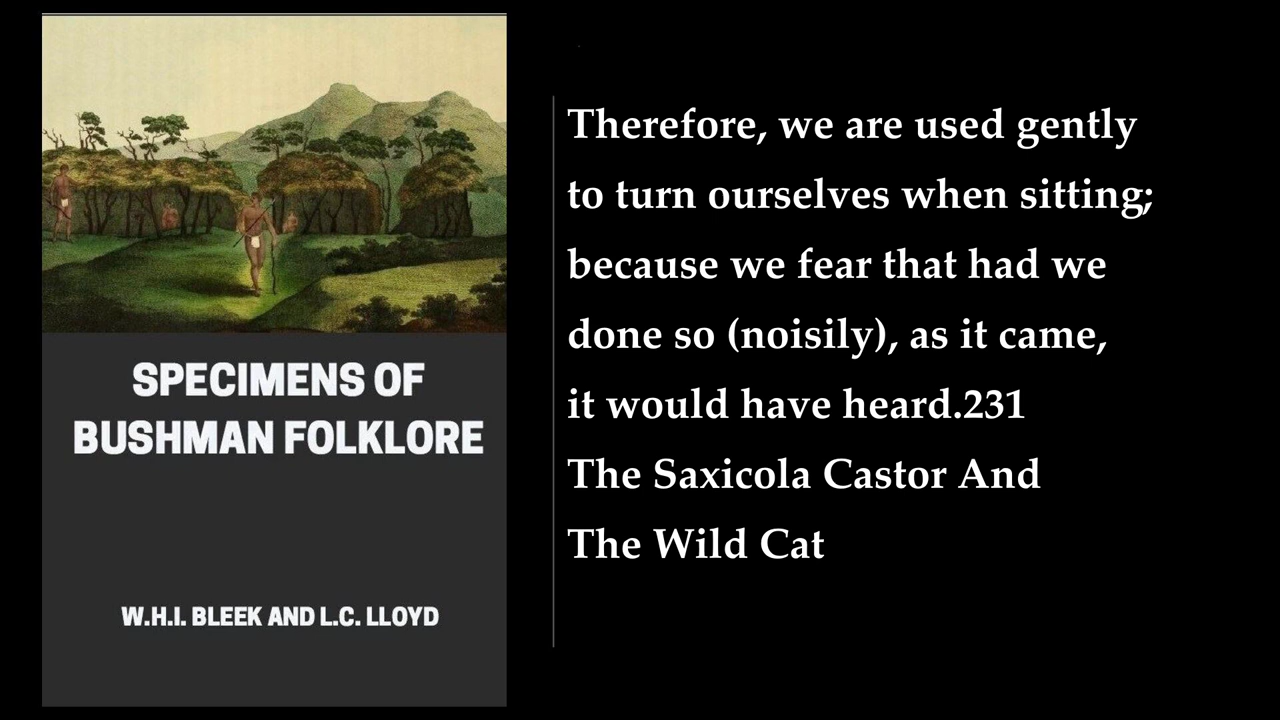 SPECIMENS OF
BUSHMAN FOLKLORE
W.H.I. BLEEK AND L.C. LLOYD
Therefore, we are used gently
to turn ourselves when sitting;
because we fear that had we
done so (noisily), as it came,
it would have heard.231
The Saxicola Castor And
The Wild Cat